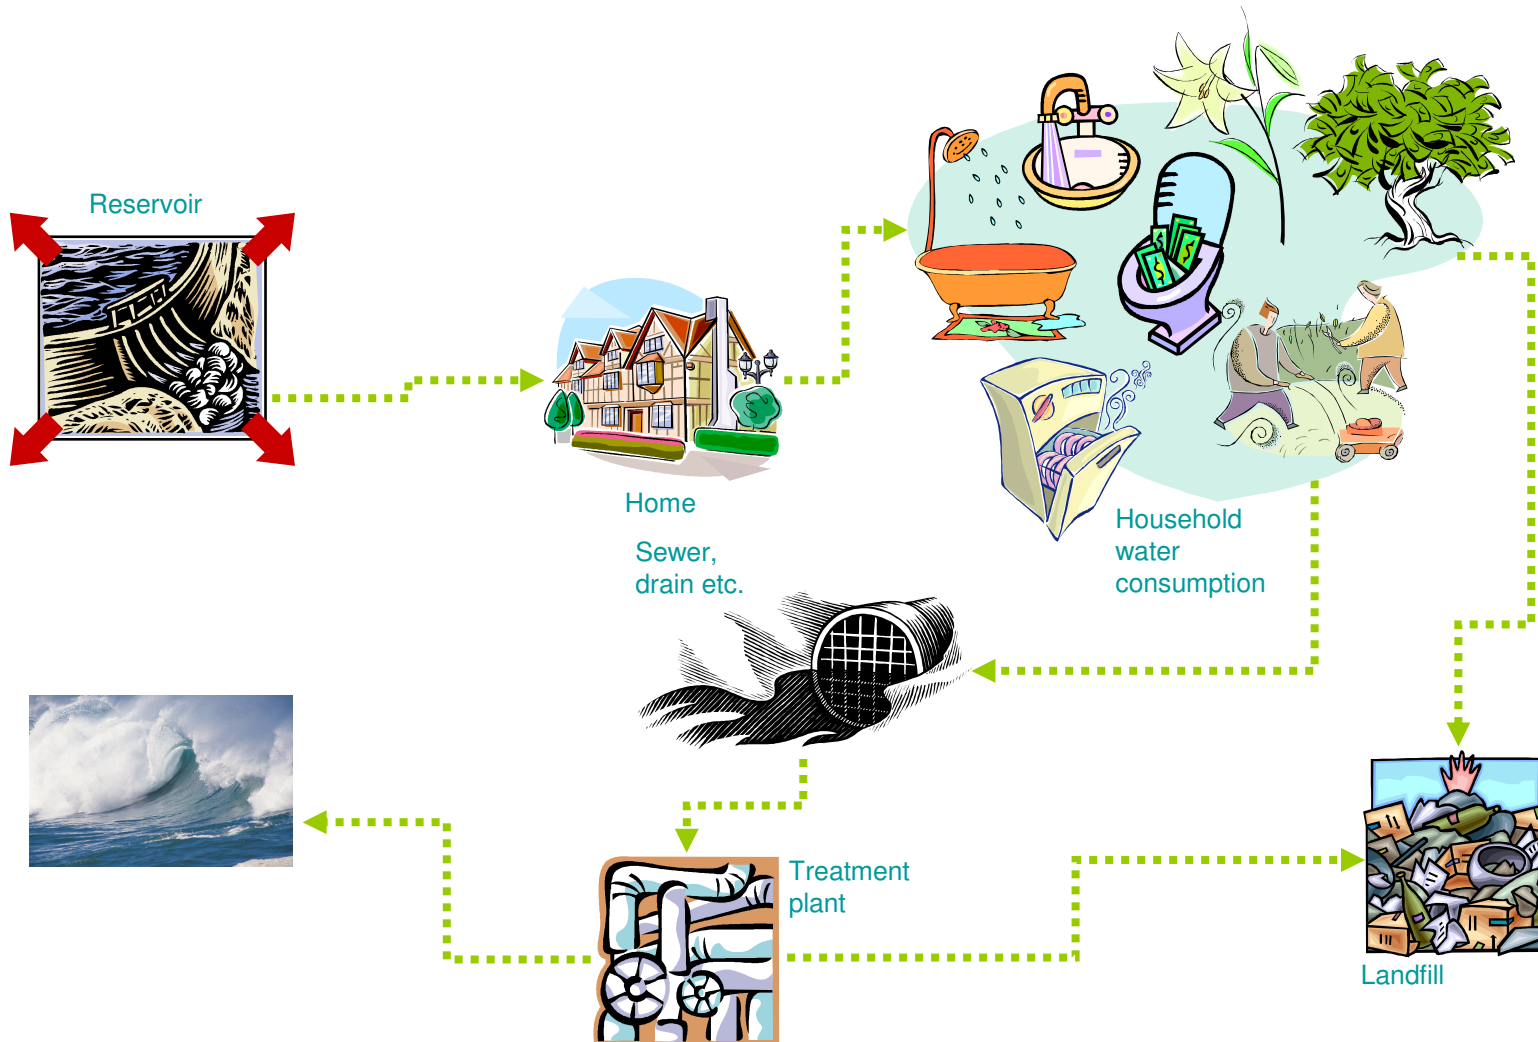 Reservoir
Home
Sewer,
drain etc.
Household
water
consumption
Treatment
plant
Landfill